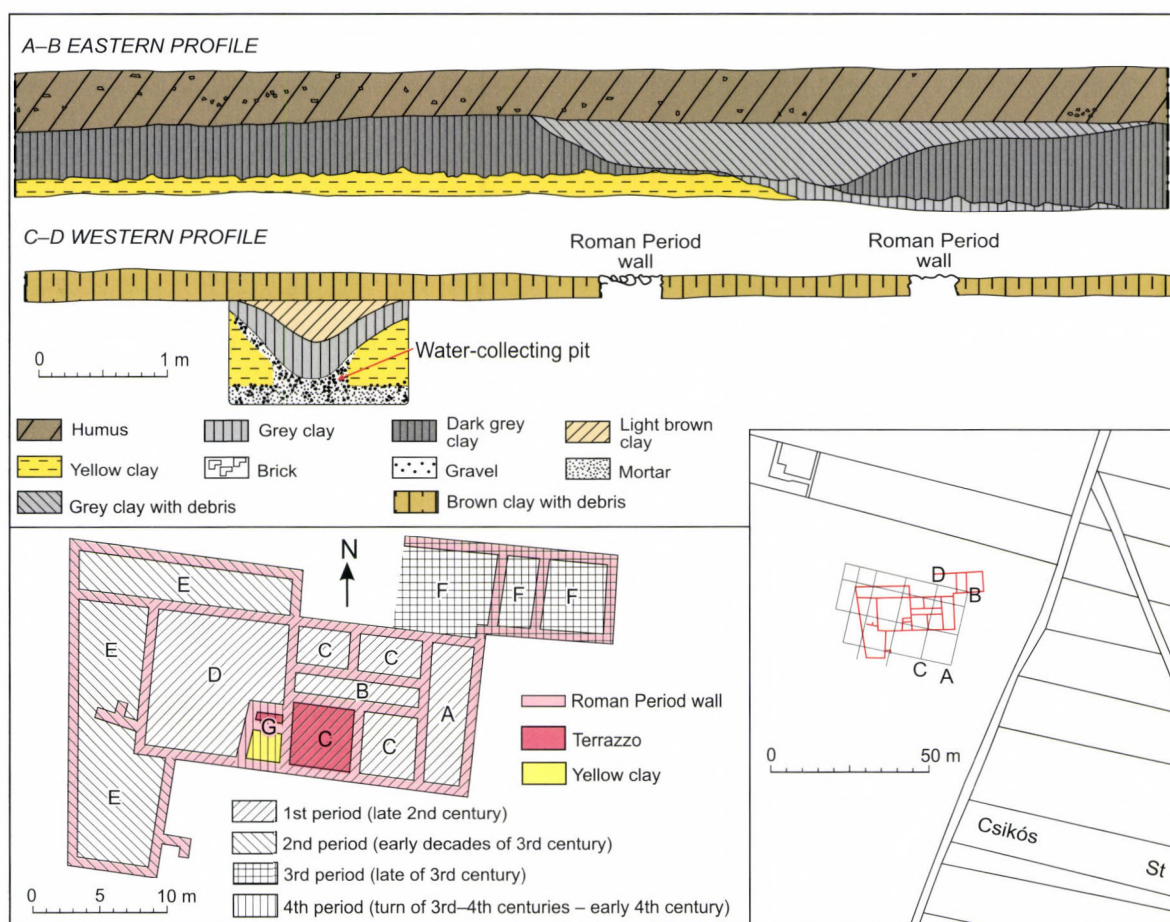 A–B EASTERN PROFILE
C–D WESTERN PROFILE
Roman Period
wall
Roman Period
wall
0 1 m
Water-collecting pit
Humus
Grey clay
Dark grey
clay
Light brown
clay
Yellow clay
Brick
Gravel
Mortar
Grey clay with debris
Brown clay with debris
N
E
F
F
F
E
D
C
C
B
A
G
C
C
E
Roman Period wall
Terrazzo
Yellow clay
1st period (late 2nd century)
2nd period (early decades of 3rd century)
3rd period (late of 3rd century)
4th period (turn of 3rd–4th centuries – early 4th century)
0 5 10 m
D
B
C A
0 50 m
Csikós
St